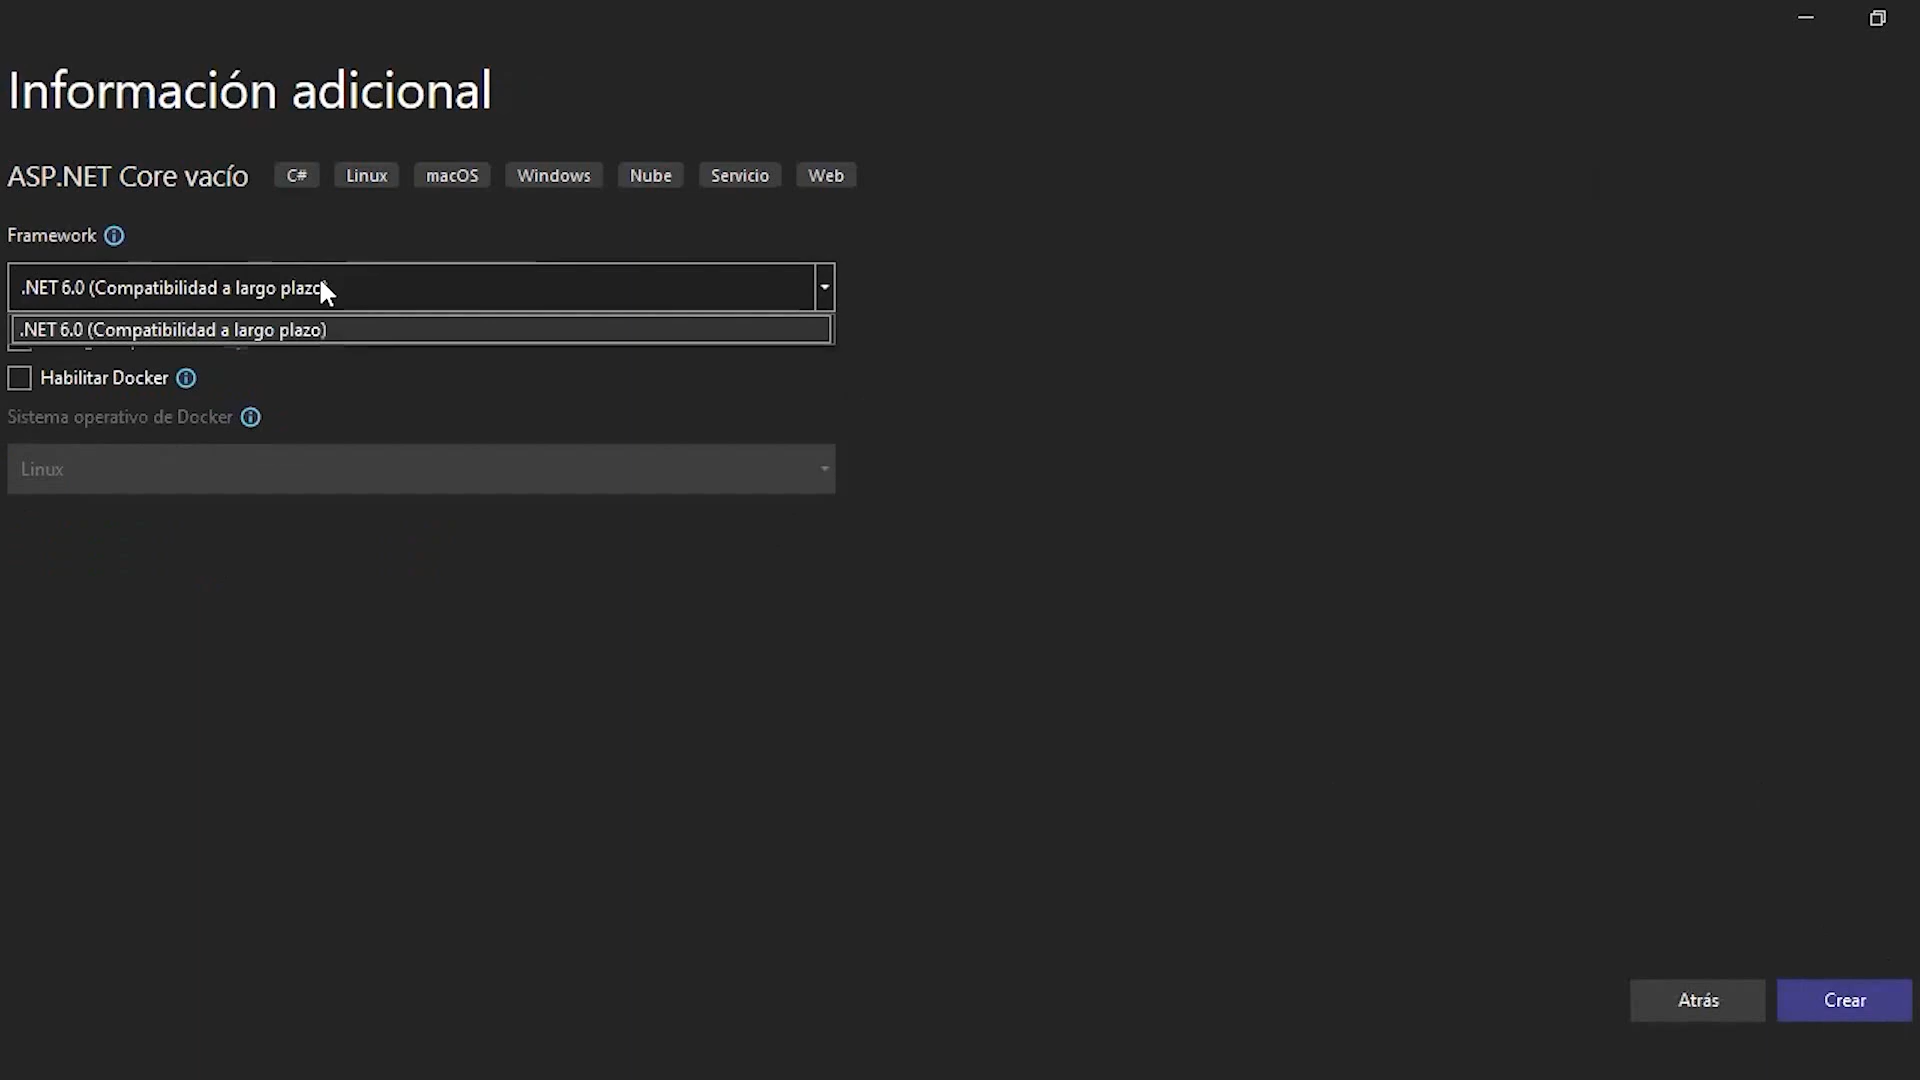 Información adicional
ASP.NET Core vacío C# Linux macOS Windows Nube Servicio Web
Framework
.NET 6.0 (Compatibilidad a largo plazo)
.NET 6.0 (Compatibilidad a largo plazo)
Habilitar Docker
Sistema operativo de Docker
Linux
Atrás Crear